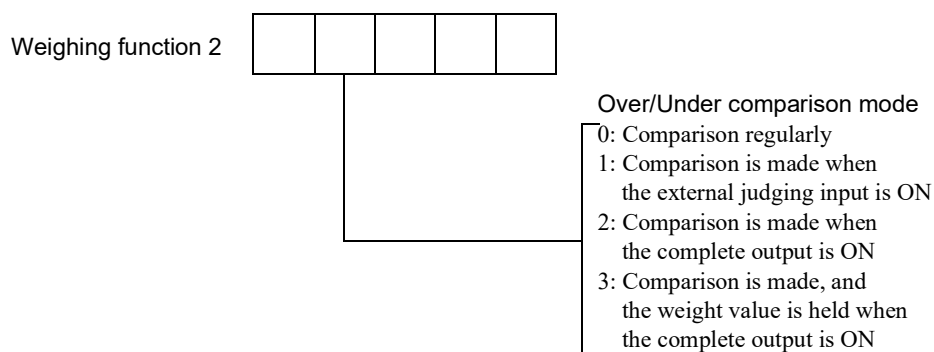 Weighing function 2
Over/Under comparison mode
0: Comparison regularly
1: Comparison is made when
the external judging input is ON
2: Comparison is made when
the complete output is ON
3: Comparison is made, and
the weight value is held when
the complete output is ON